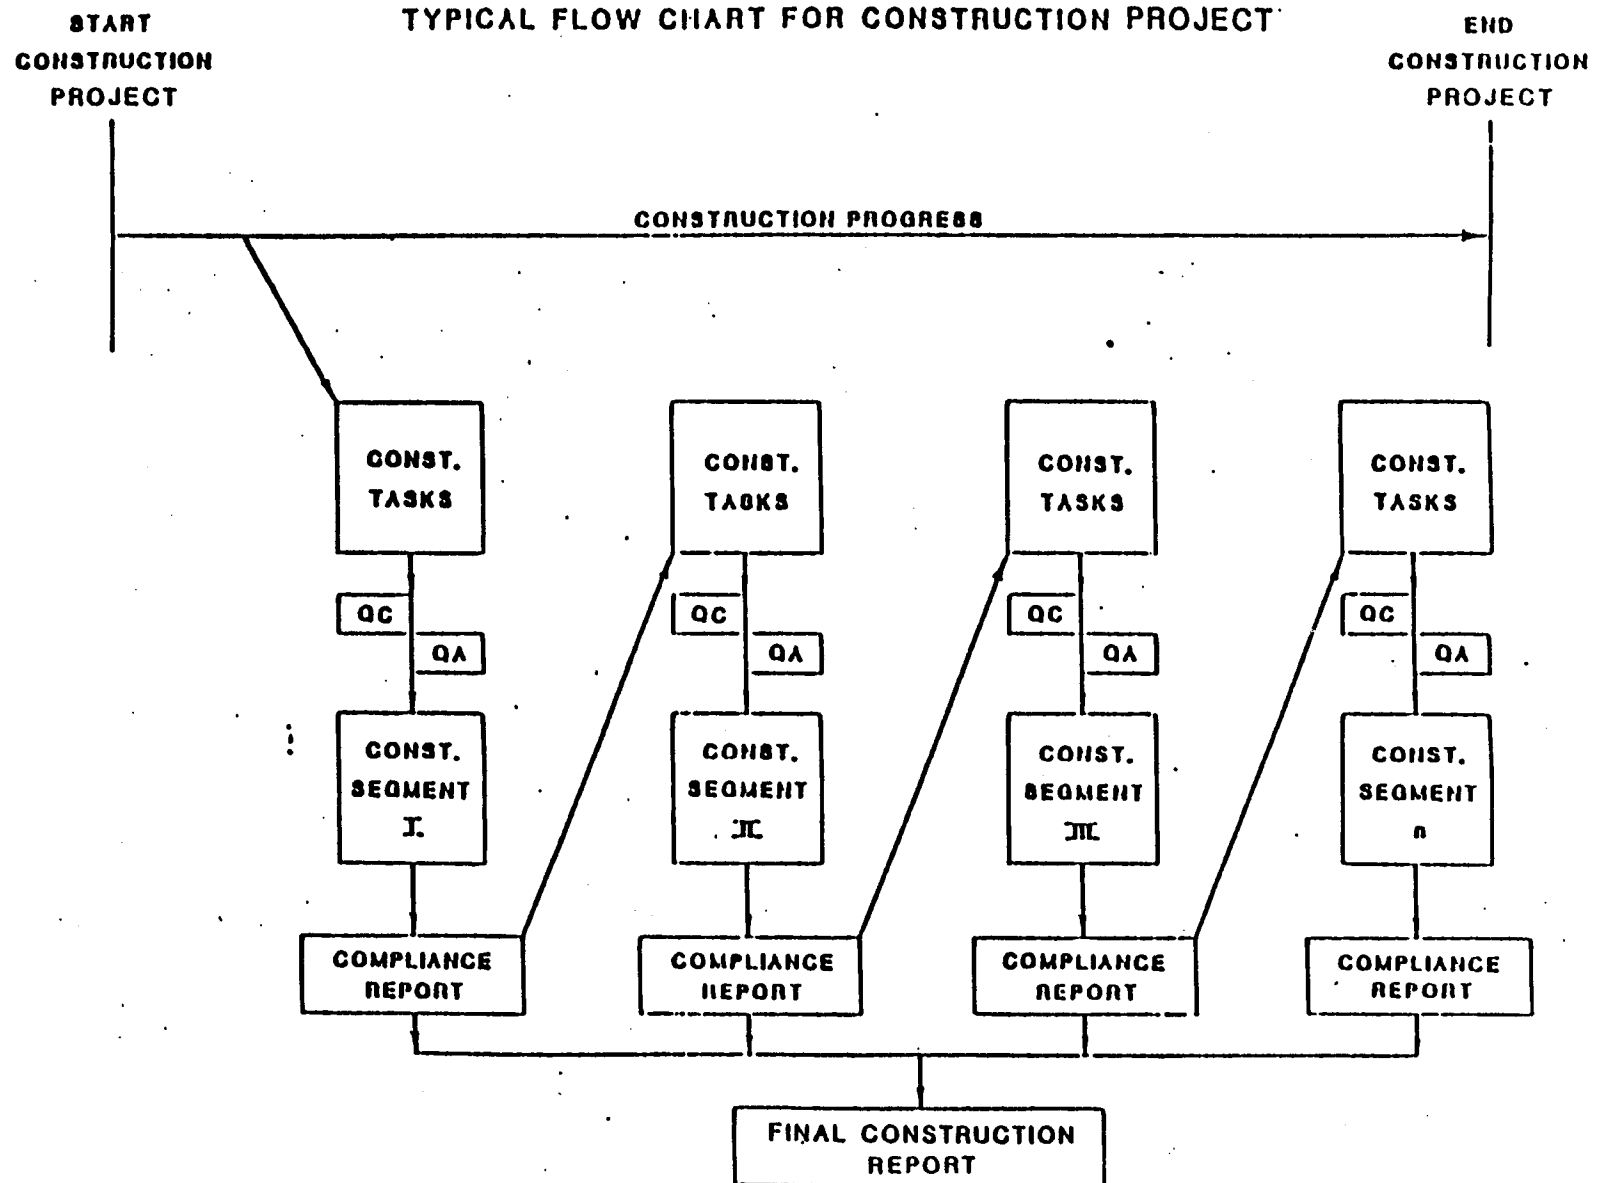 TYPICAL FLOW CHART FOR CONSTRUCTION PROJECT
START
CONSTRUCTION
PROJECT
END
CONSTRUCTION
PROJECT
CONSTRUCTION PROGRESS
CONST.
TASKS
CONST.
TASKS
CONST.
TASKS
CONST.
TASKS
QC
QC
QC
QC
QA
QA
QA
QA
CONST.
SEGMENT
I
CONST.
SEGMENT
II
CONST.
SEGMENT
III
CONST.
SEGMENT
n
COMPLIANCE
REPORT
COMPLIANCE
REPORT
COMPLIANCE
REPORT
COMPLIANCE
REPORT
FINAL CONSTRUCTION
REPORT